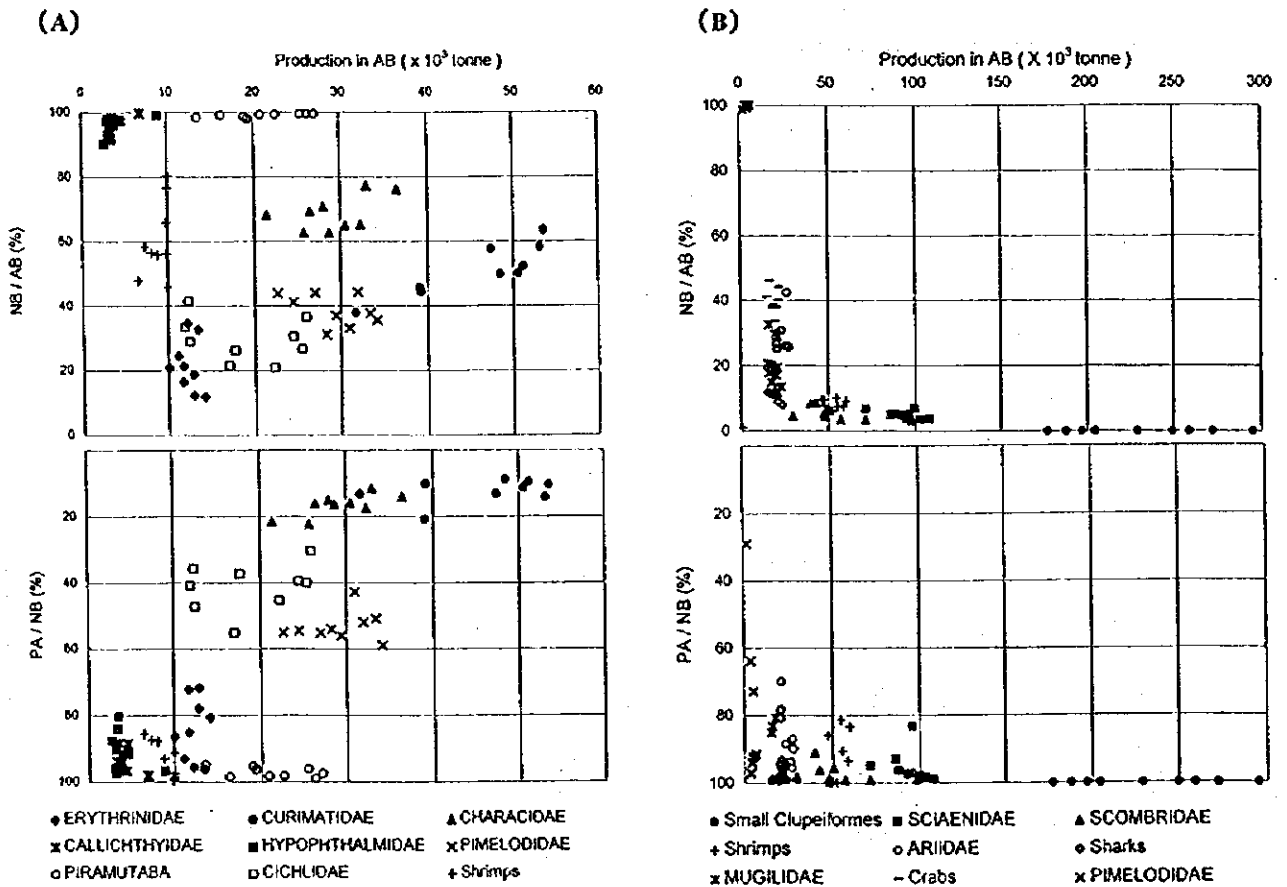 (A)
Production in AB ( x 10³ tonne)
0 10 20 30 40 50 60
100
80
60
40
20
0
NB / AB (%)
20
40
60
80
100
PA / NB (%)
ERYTHRINIDAE CURIMATIDAE CHARACIDAE
CALLICHTHYIDAE HYPOPHTHALMIDAE PIMELODIDAE
PIRAMUTABA CICHLIDAE Shrimps
(B)
Production in AB ( X 10³ tonne)
0 50 100 150 200 250 300
100
80
60
40
20
0
NB / AB (%)
20
40
60
80
100
PA / NB (%)
Small Clupeiformes SCIAENIDAE SCOMBRIDAE
Shrimps ARIIDAE Sharks
MUGILIDAE Crabs PIMELODIDAE